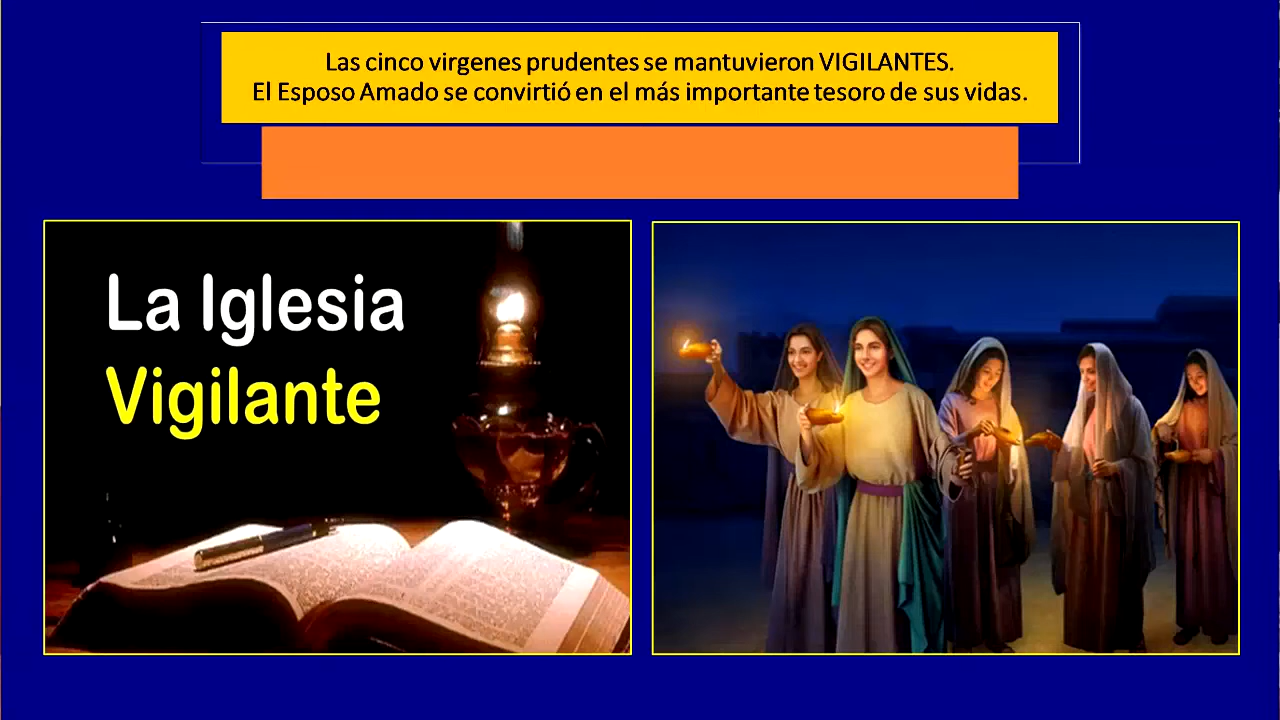 Las cinco virgenes prudentes se mantuvieron VIGILANTES.
El Esposo Amado se convirtió en el más importante tesoro de sus vidas.
La Iglesia
Vigilante